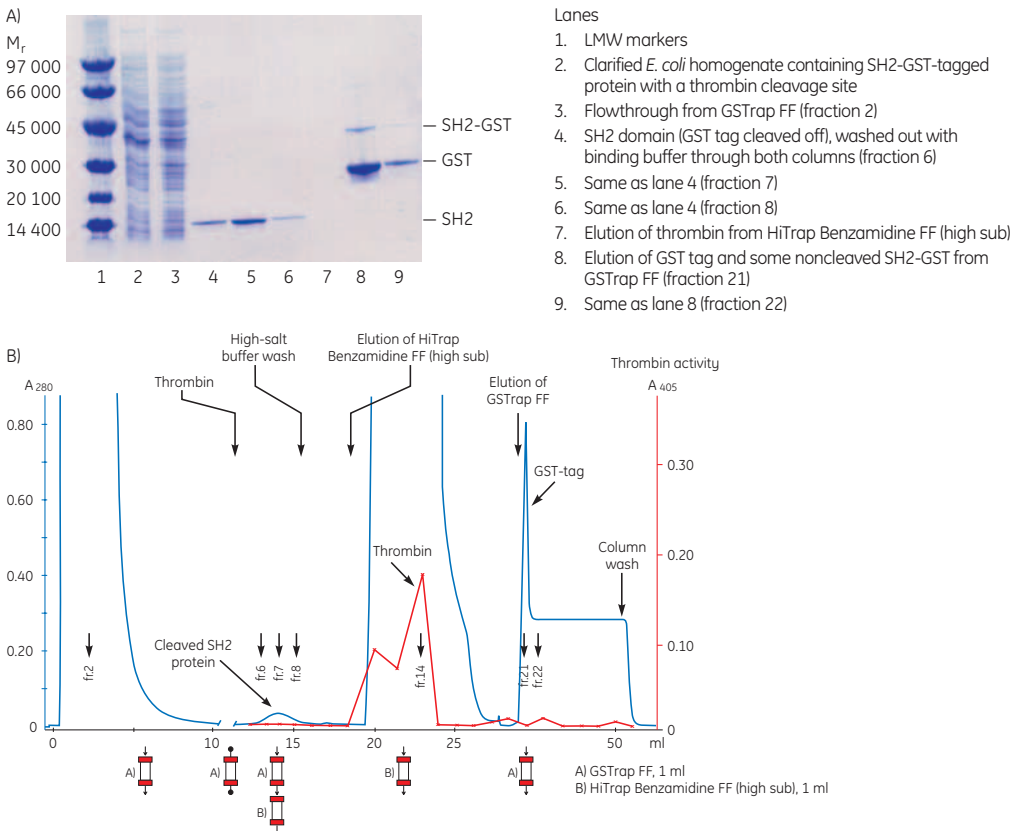 A)
Mr
97 000
66 000
45 000
30 000
20 100
14 400
SH2-GST
GST
SH2
1 2 3 4 5 6 7 8 9
Lanes
1. LMW markers
2. Clarified E. coli homogenate containing SH2-GST-tagged
protein with a thrombin cleavage site
3. Flowthrough from GSTrap FF (fraction 2)
4. SH2 domain (GST tag cleaved off), washed out with
binding buffer through both columns (fraction 6)
5. Same as lane 4 (fraction 7)
6. Same as lane 4 (fraction 8)
7. Elution of thrombin from HiTrap Benzamidine FF (high sub)
8. Elution of GST tag and some noncleaved SH2-GST from
GSTrap FF (fraction 21)
9. Same as lane 8 (fraction 22)
B)
A 280
0.80
0.60
0.40
0.20
0
Thrombin
High-salt
buffer wash
Elution of HiTrap
Benzamidine FF (high sub)
Elution of
GSTrap FF
Thrombin activity
A 405
0.30
0.20
0.10
0
GST-tag
Column
wash
Thrombin
Cleaved SH2
protein
fr.2
fr.6
fr.7
fr.8
fr.14
fr.21
fr.22
0 10 15 20 25 50 ml
A)
A)
A)
B)
B)
A)
A) GSTrap FF, 1 ml
B) HiTrap Benzamidine FF (high sub), 1 ml